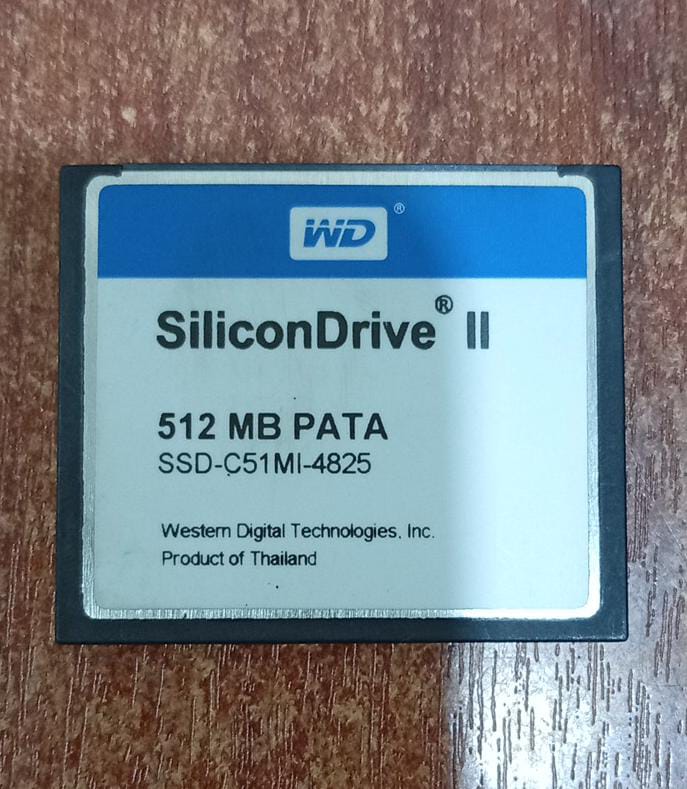 WD®
SiliconDrive® II
512 MB PATA
SSD-C51MI-4825
Western Digital Technologies, Inc.
Product of Thailand